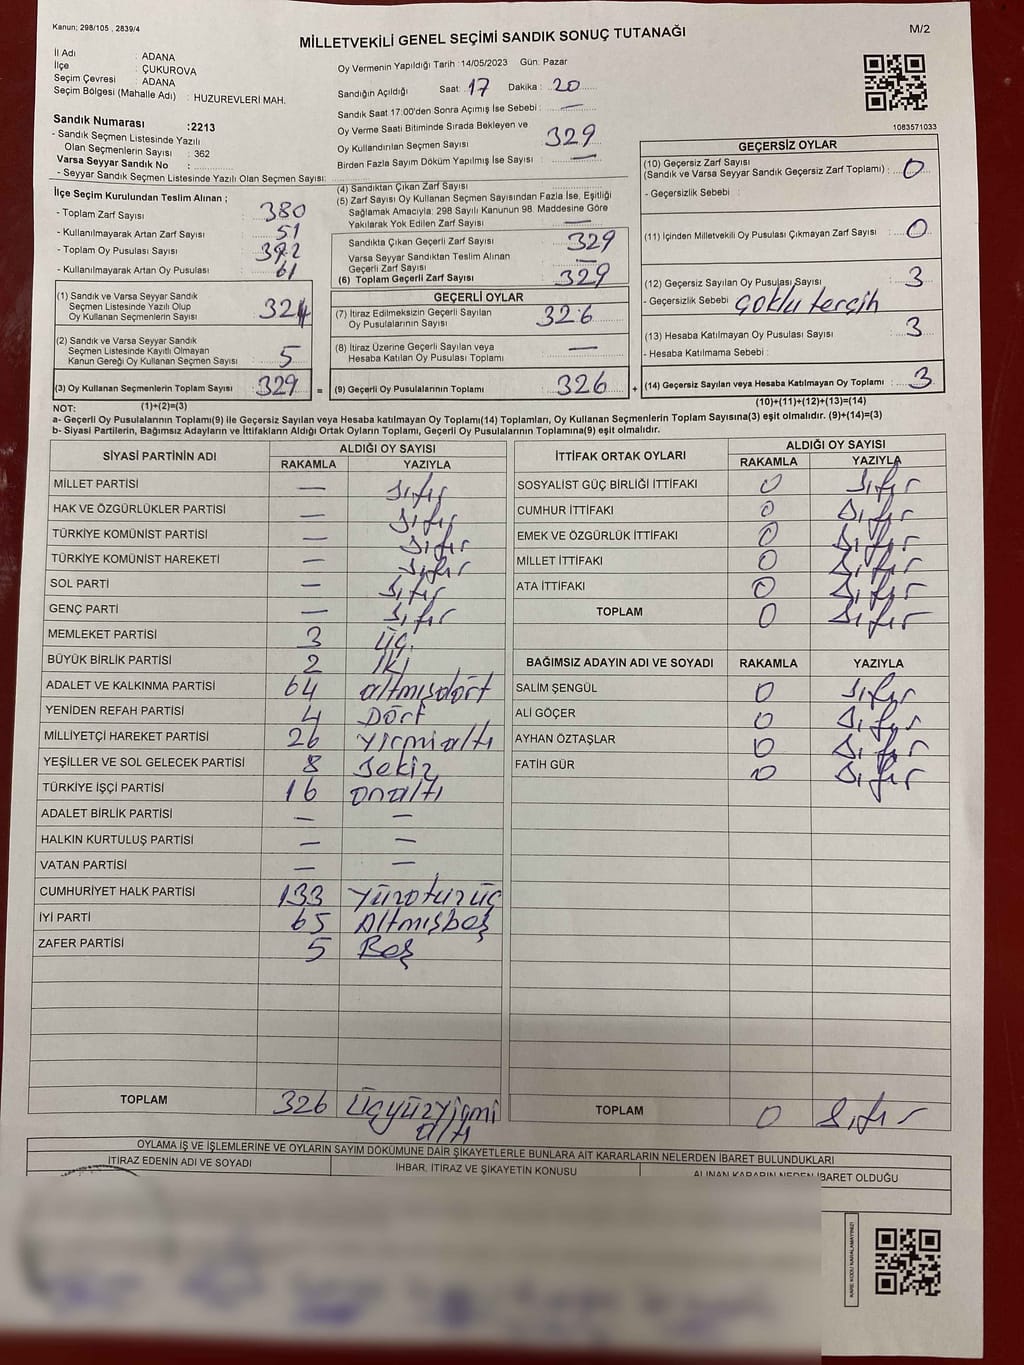 Kanun; 298/105 , 2839/4
M/2
MİLLETVEKİLİ GENEL SEÇİMİ SANDIK SONUÇ TUTANAĞI
İl Adı : ADANA
İlçe : ÇUKUROVA
Seçim Çevresi : ADANA
Seçim Bölgesi (Mahalle Adı) : HUZUREVLERİ MAH.
Sandık Numarası :2213
- Sandık Seçmen Listesinde Yazılı
Olan Seçmenlerin Sayısı : 362
Varsa Seyyar Sandık No :
- Seyyar Sandık Seçmen Listesinde Yazılı Olan Seçmen Sayısı:
Oy Vermenin Yapıldığı Tarih :14/05/2023 Gün: Pazar
Sandığın Açıldığı Saat: 17 Dakika : 20
Sandık Saat 17:00'den Sonra Açımış İse Sebebi : —
Oy Verme Saati Bitiminde Sırada Bekleyen ve
Oy Kullandırılan Seçmen Sayısı 329
Birden Fazla Sayım Döküm Yapılmış İse Sayısı : —
1083571033
İlçe Seçim Kurulundan Teslim Alınan ;
- Toplam Zarf Sayısı : 380
- Kullanılmayarak Artan Zarf Sayısı : 51
- Toplam Oy Pusulası Sayısı : 392
- Kullanılmayarak Artan Oy Pusulası : 61
(4) Sandıktan Çıkan Zarf Sayısı :
(5) Zarf Sayısı Oy Kullanan Seçmen Sayısından Fazla İse, Eşitliği
Sağlamak Amacıyla; 298 Sayılı Kanunun 98. Maddesine Göre
Yakılarak Yok Edilen Zarf Sayısı : —
Sandıkta Çıkan Geçerli Zarf Sayısı : 329
Varsa Seyyar Sandıktan Teslim Alınan
Geçerli Zarf Sayısı : —
(6) Toplam Geçerli Zarf Sayısı : 329
GEÇERSİZ OYLAR
(10) Geçersiz Zarf Sayısı
(Sandık ve Varsa Seyyar Sandık Geçersiz Zarf Toplamı) : 0
- Geçersizlik Sebebi :
(11) İçinden Milletvekili Oy Pusulası Çıkmayan Zarf Sayısı : 0
(12) Geçersiz Sayılan Oy Pusulası Sayısı : 3
- Geçersizlik Sebebi : çoklu tercih
(13) Hesaba Katılmayan Oy Pusulası Sayısı : 3
- Hesaba Katılmama Sebebi :
(1) Sandık ve Varsa Seyyar Sandık
Seçmen Listesinde Yazılı Olup
Oy Kullanan Seçmenlerin Sayısı : 324
(2) Sandık ve Varsa Seyyar Sandık
Seçmen Listesinde Kayıtlı Olmayan
Kanun Gereği Oy Kullanan Seçmen Sayısı : 5
GEÇERLİ OYLAR
(7) İtiraz Edilmeksizin Geçerli Sayılan
Oy Pusulalarının Sayısı : 326
(8) İtiraz Üzerine Geçerli Sayılan veya
Hesaba Katılan Oy Pusulası Toplamı : —
(3) Oy Kullanan Seçmenlerin Toplam Sayısı : 329 = (9) Geçerli Oy Pusulalarının Toplamı : 326 + (14) Geçersiz Sayılan veya Hesaba Katılmayan Oy Toplamı : 3
NOT: (1)+(2)=(3)
(10)+(11)+(12)+(13)=(14)
a- Geçerli Oy Pusulalarının Toplamı(9) ile Geçersiz Sayılan veya Hesaba katılmayan Oy Toplamı(14) Toplamları, Oy Kullanan Seçmenlerin Toplam Sayısına(3) eşit olmalıdır. (9)+(14)=(3)
b- Siyasi Partilerin, Bağımsız Adayların ve İttifakların Aldığı Ortak Oyların Toplamı, Geçerli Oy Pusulalarının Toplamına(9) eşit olmalıdır.
SİYASİ PARTİNİN ADI ALDIĞI OY SAYISI
RAKAMLA YAZIYLA
MİLLET PARTİSİ — Sıfır
HAK VE ÖZGÜRLÜKLER PARTİSİ — Sıfır
TÜRKİYE KOMÜNİST PARTİSİ — Sıfır
TÜRKİYE KOMÜNİST HAREKETİ — Sıfır
SOL PARTİ — Sıfır
GENÇ PARTİ — Sıfır
MEMLEKET PARTİSİ 3 üç
BÜYÜK BİRLİK PARTİSİ 2 iki
ADALET VE KALKINMA PARTİSİ 64 altmışdört
YENİDEN REFAH PARTİSİ 4 Dört
MİLLİYETÇİ HAREKET PARTİSİ 26 yirmialtı
YEŞİLLER VE SOL GELECEK PARTİSİ 8 Sekiz
TÜRKİYE İŞÇİ PARTİSİ 16 onaltı
ADALET BİRLİK PARTİSİ — —
HALKIN KURTULUŞ PARTİSİ — —
VATAN PARTİSİ — —
CUMHURİYET HALK PARTİSİ 133 yüzotuzüç
İYİ PARTİ 65 Altmışbeş
ZAFER PARTİSİ 5 Beş
TOPLAM 326 Üçyüzyirmi
altı
İTTİFAK ORTAK OYLARI ALDIĞI OY SAYISI
RAKAMLA YAZIYLA
SOSYALİST GÜÇ BİRLİĞİ İTTİFAKI 0 Sıfır
CUMHUR İTTİFAKI 0 Sıfır
EMEK VE ÖZGÜRLÜK İTTİFAKI 0 Sıfır
MİLLET İTTİFAKI 0 Sıfır
ATA İTTİFAKI 0 Sıfır
TOPLAM 0 Sıfır
BAĞIMSIZ ADAYIN ADI VE SOYADI RAKAMLA YAZIYLA
SALİM ŞENGÜL 0 Sıfır
ALİ GÖÇER 0 Sıfır
AYHAN ÖZTAŞLAR 0 Sıfır
FATİH GÜR 0 Sıfır
TOPLAM 0 Sıfır
OYLAMA İŞ VE İŞLEMLERİNE VE OYLARIN SAYIM DÖKÜMÜNE DAİR ŞİKAYETLERLE BUNLARA AİT KARARLARIN NELERDEN İBARET BULUNDUKLARI
İTİRAZ EDENİN ADI VE SOYADI İHBAR, İTİRAZ VE ŞİKAYETİN KONUSU ALINAN KARARIN NEDEN İBARET OLDUĞU
KARE KODU KARALAMAYINIZ!